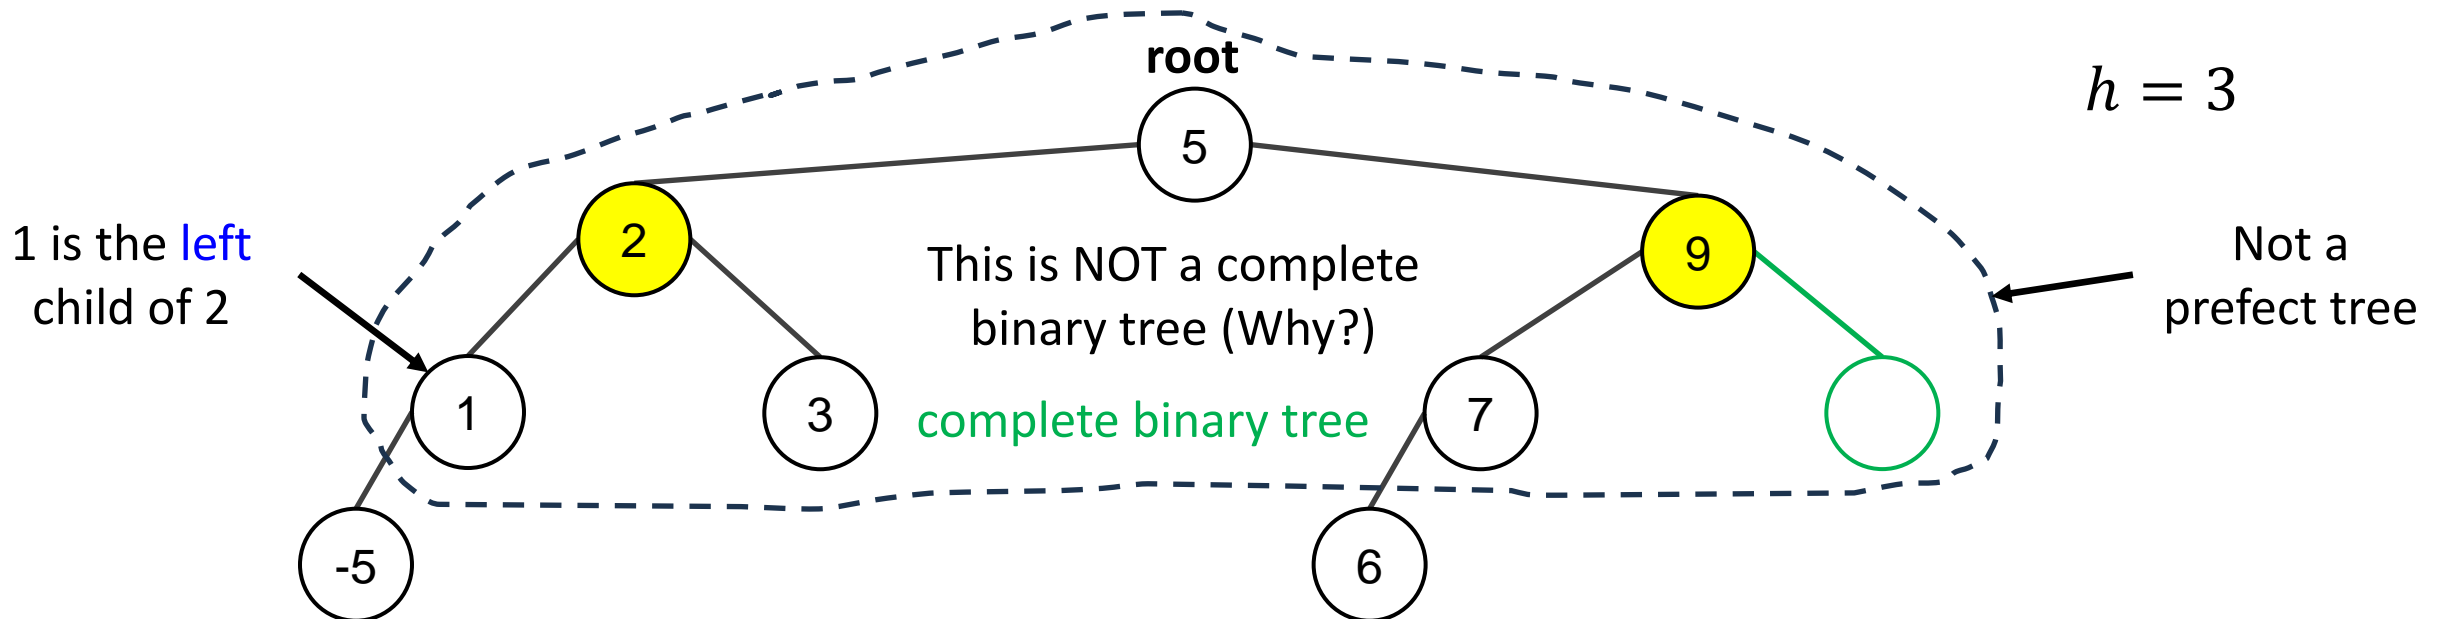 root
h = 3
5
2
9
1 is the left
child of 2
This is NOT a complete
binary tree (Why?)
Not a
prefect tree
1
3
complete binary tree
7
-5
6